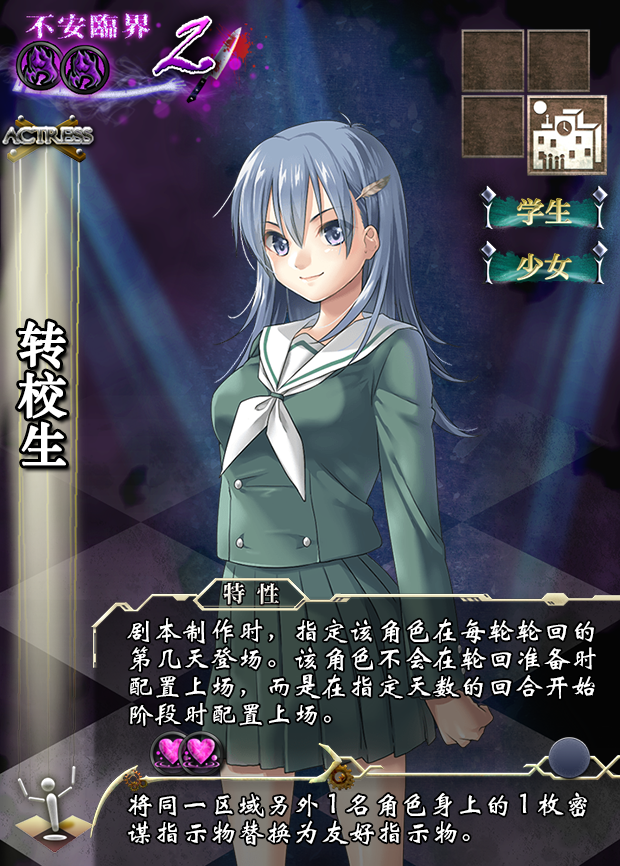 不安臨界
2
ACTRESS
学生
少女
转校生
特性
剧本制作时，指定该角色在每轮轮回的
第几天登场。该角色不会在轮回准备时
配置上场，而是在指定天数的回合开始
阶段时配置上场。
将同一区域另外1名角色身上的1枚密
谋指示物替换为友好指示物。